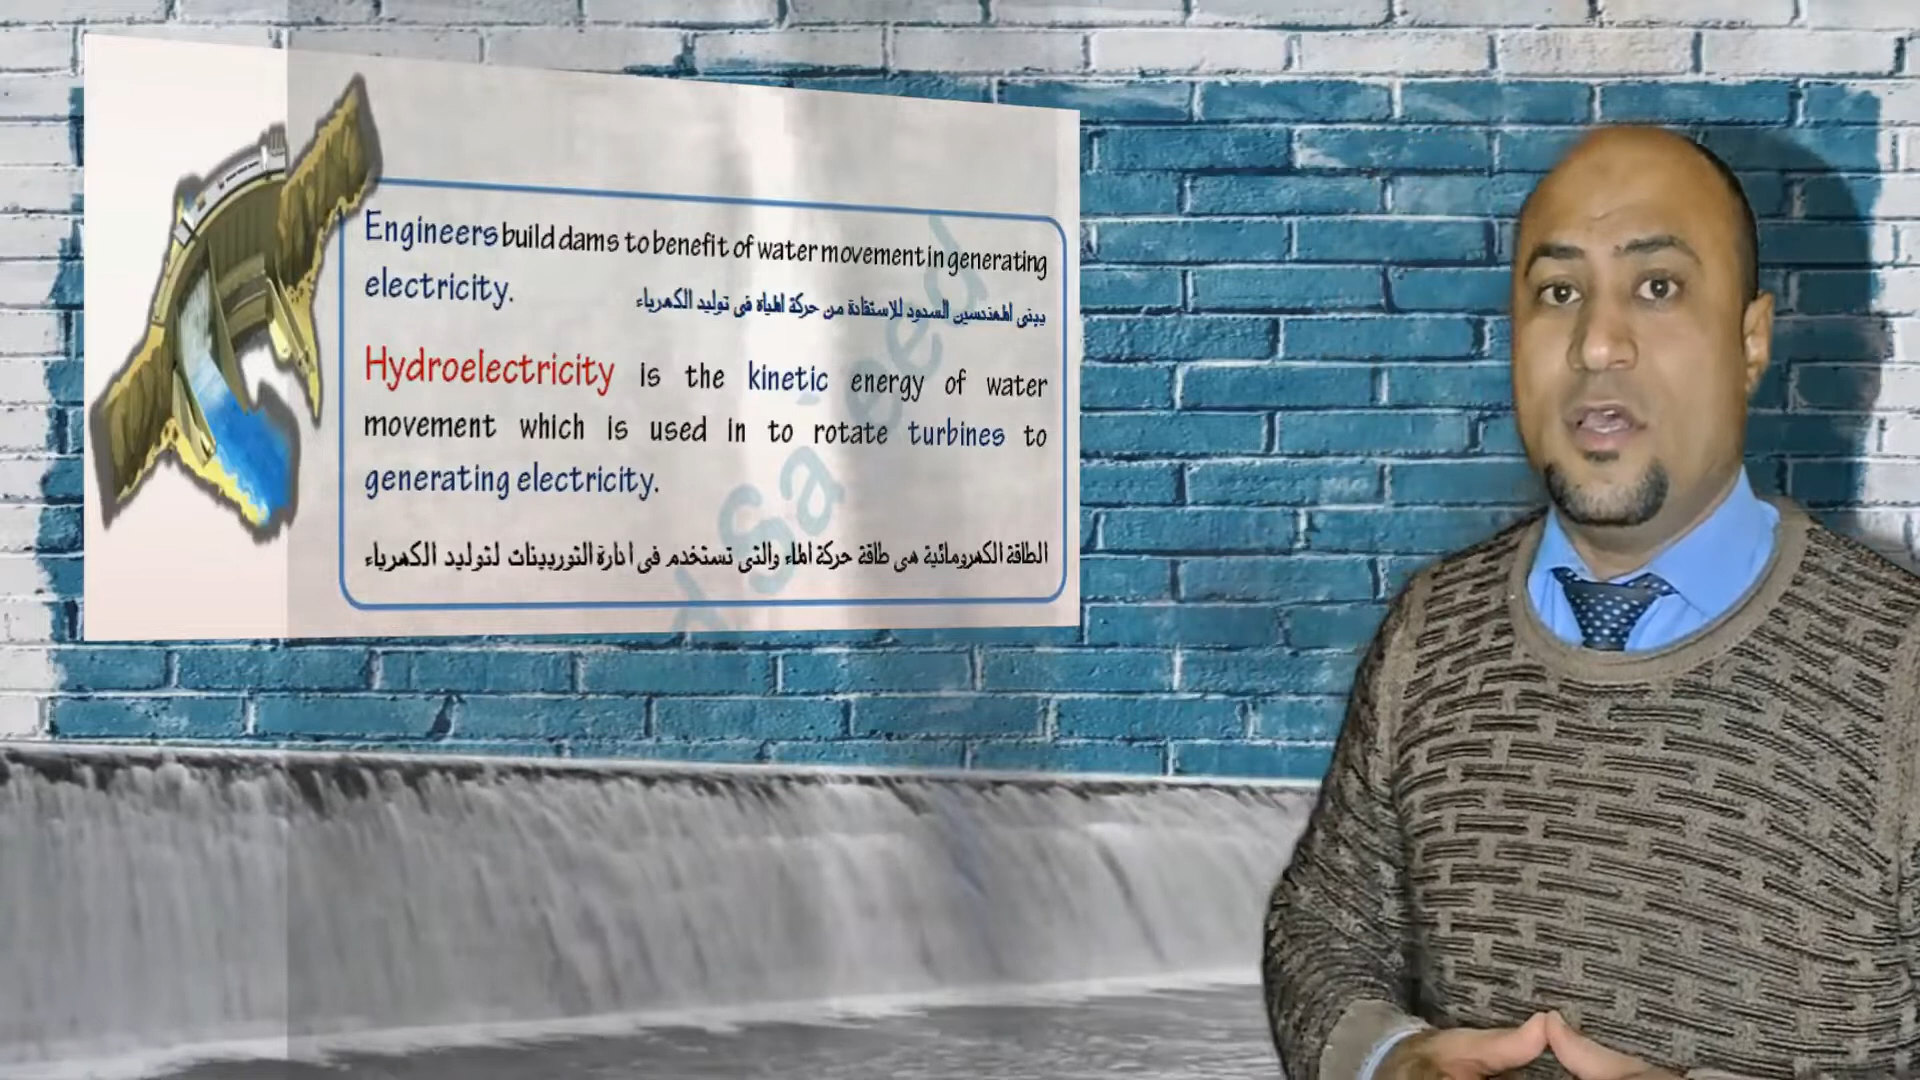 Engineers build dams to benefit of water movement in generating
electricity.
يبنى المهندسين السدود للاستفادة من حركة المياة فى توليد الكهرباء
Hydroelectricity is the kinetic energy of water
movement which is used in to rotate turbines to
generating electricity.
الطاقة الكهرومائية هى طاقة حركة الماء والتى تستخدم فى ادارة التوربينات لتوليد الكهرباء